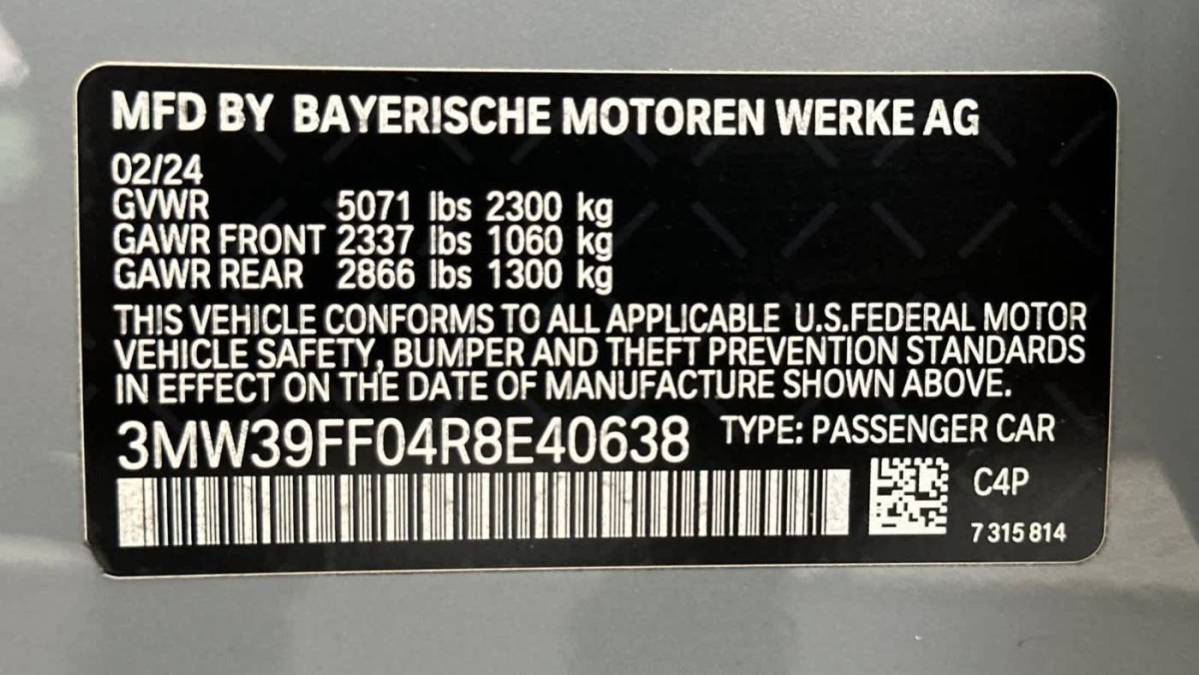 MFD BY BAYERISCHE MOTOREN WERKE AG
02/24
GVWR 5071 lbs 2300 kg
GAWR FRONT 2337 lbs 1060 kg
GAWR REAR 2866 lbs 1300 kg
THIS VEHICLE CONFORMS TO ALL APPLICABLE U.S.FEDERAL MOTOR
VEHICLE SAFETY, BUMPER AND THEFT PREVENTION STANDARDS
IN EFFECT ON THE DATE OF MANUFACTURE SHOWN ABOVE.
3MW39FF04R8E40638 TYPE: PASSENGER CAR
C4P
7 315 814